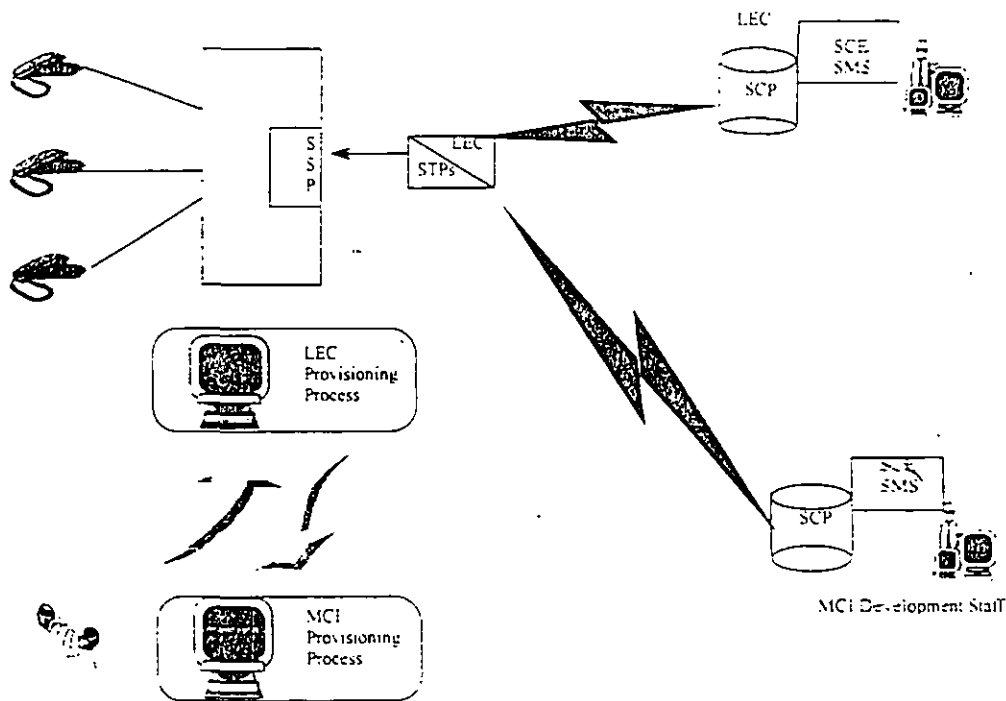 LEC
SCE
SMS
SCP
S
S
P
LEC
STPs
LEC
Provisioning
Process
SMS
SCP
MCI Development Staff
MCI
Provisioning
Process